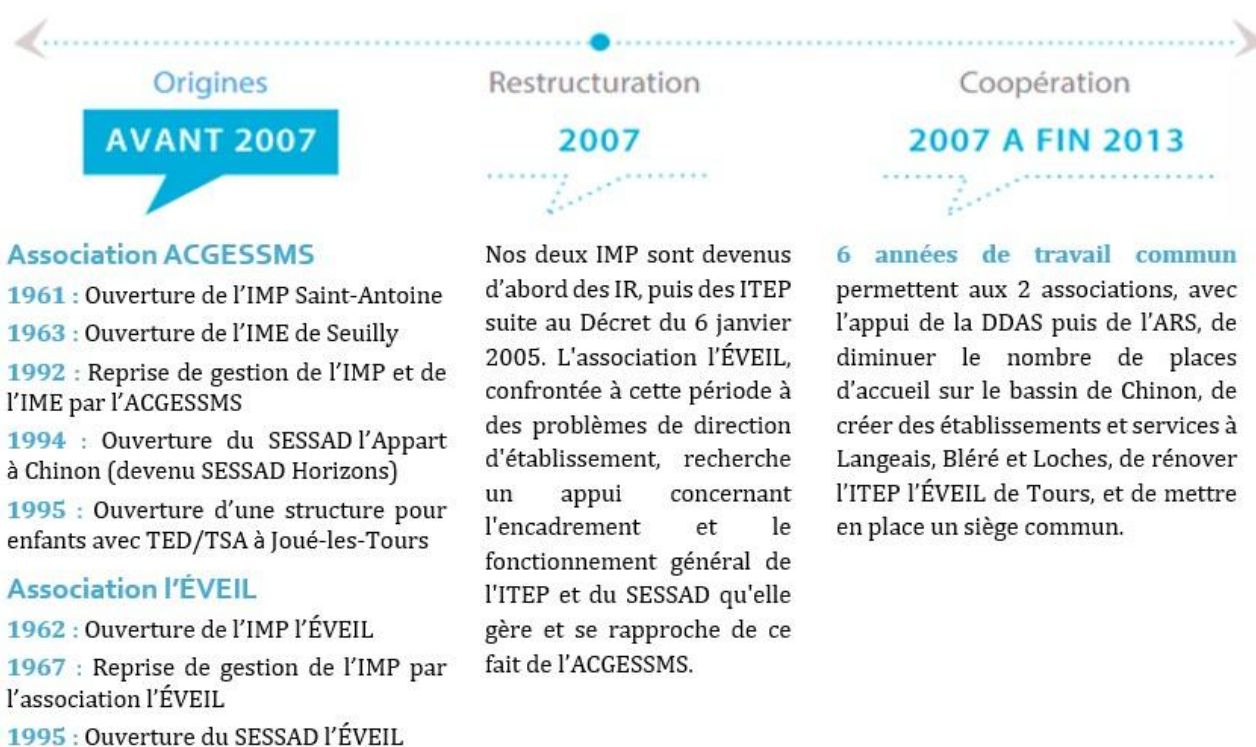 Origines
AVANT 2007
Association ACGESSMS
1961 : Ouverture de l’IMP Saint-Antoine
1963 : Ouverture de l’IME de Seuilly
1992 : Reprise de gestion de l’IMP et de
l’IME par l’ACGESSMS
1994 : Ouverture du SESSAD l’Appart
à Chinon (devenu SESSAD Horizons)
1995 : Ouverture d’une structure pour
enfants avec TED/TSA à Joué-les-Tours
Association l’ÉVEIL
1962 : Ouverture de l’IMP l’ÉVEIL
1967 : Reprise de gestion de l’IMP par
l’association l’ÉVEIL
1995 : Ouverture du SESSAD l’ÉVEIL
Restructuration
2007
Nos deux IMP sont devenus
d’abord des IR, puis des ITEP
suite au Décret du 6 janvier
2005. L'association l’ÉVEIL,
confrontée à cette période à
des problèmes de direction
d'établissement, recherche
un appui concernant
l'encadrement et le
fonctionnement général de
l'ITEP et du SESSAD qu'elle
gère et se rapproche de ce
fait de l’ACGESSMS.
Coopération
2007 A FIN 2013
6 années de travail commun
permettent aux 2 associations, avec
l’appui de la DDAS puis de l’ARS, de
diminuer le nombre de places
d’accueil sur le bassin de Chinon, de
créer des établissements et services à
Langeais, Bléré et Loches, de rénover
l’ITEP l’ÉVEIL de Tours, et de mettre
en place un siège commun.